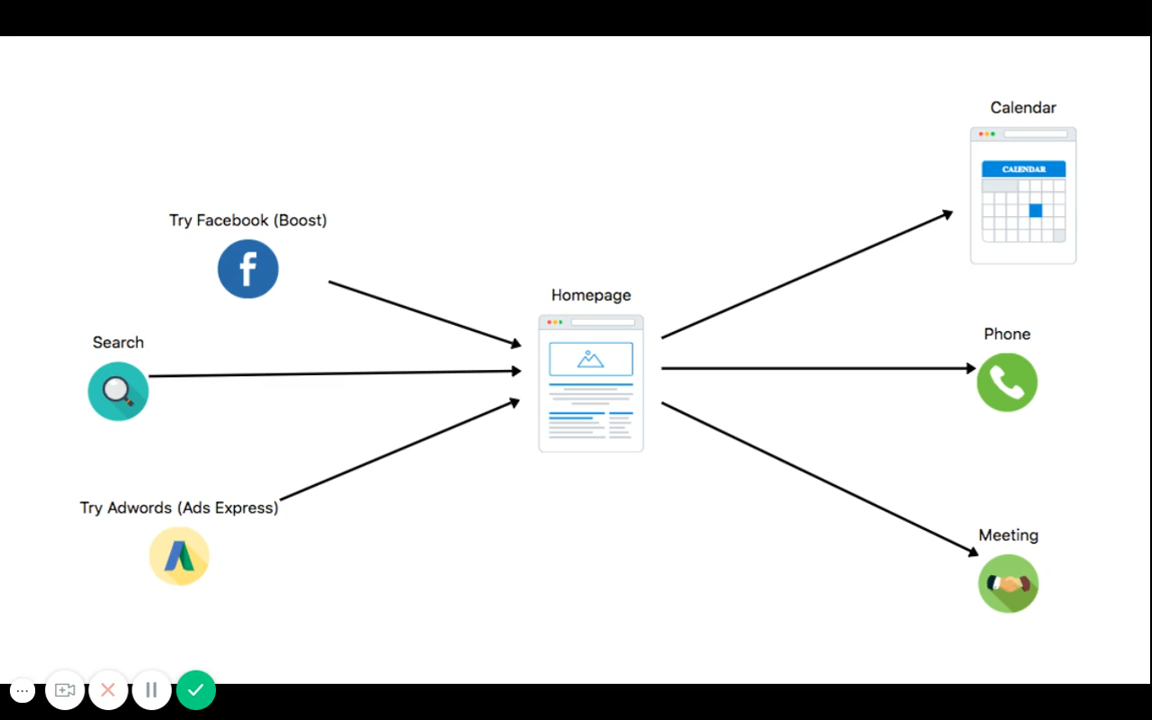 Calendar
CALENDAR
Try Facebook (Boost)
Homepage
Search
Phone
Try Adwords (Ads Express)
Meeting